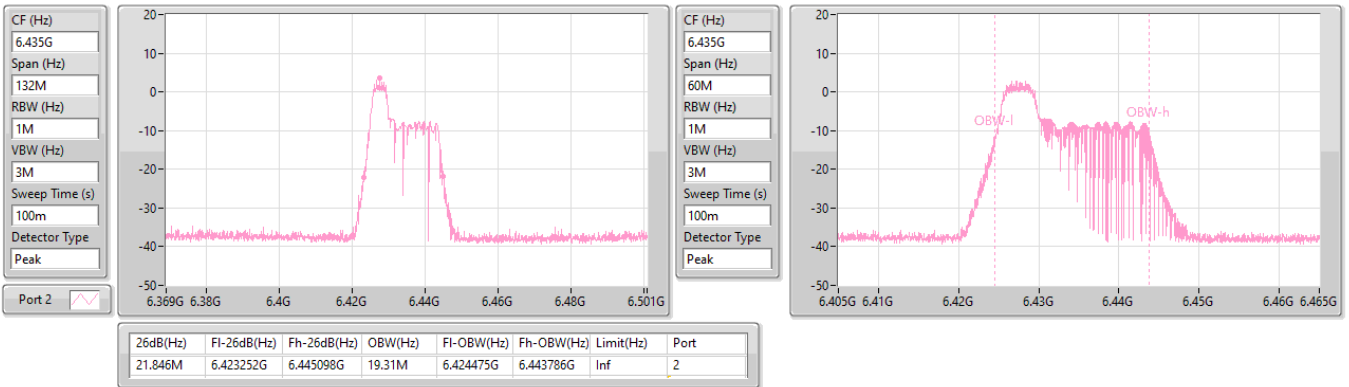 CF (Hz)
6.435G
Span (Hz)
132M
RBW (Hz)
1M
VBW (Hz)
3M
Sweep Time (s)
100m
Detector Type
Peak
Port 2
20
10
0
-10
-20
-30
-40
-50
6.369G 6.38G 6.4G 6.42G 6.44G 6.46G 6.48G 6.501G
CF (Hz)
6.435G
Span (Hz)
60M
RBW (Hz)
1M
VBW (Hz)
3M
Sweep Time (s)
100m
Detector Type
Peak
20
10
0
-10
-20
-30
-40
-50
OBW-l
OBW-h
6.405G 6.41G 6.42G 6.43G 6.44G 6.45G 6.46G 6.465G
26dB(Hz) Fl-26dB(Hz) Fh-26dB(Hz) OBW(Hz) Fl-OBW(Hz) Fh-OBW(Hz) Limit(Hz) Port
21.846M 6.423252G 6.445098G 19.31M 6.424475G 6.443786G Inf 2